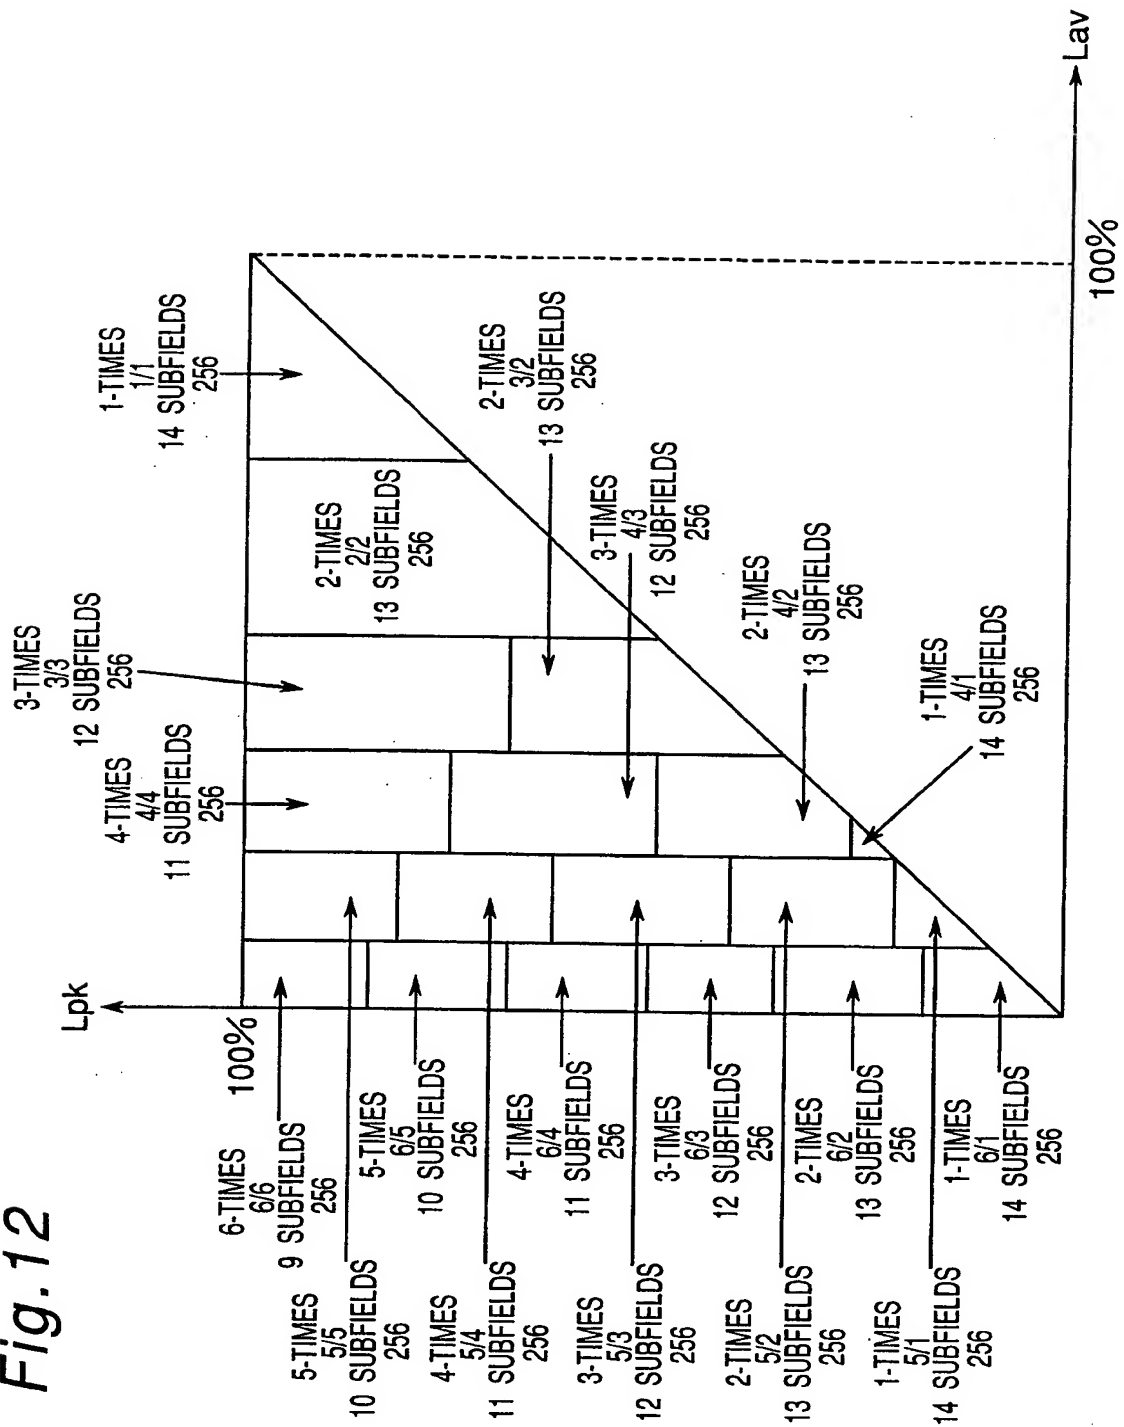 Fig.12
Lpk
100%
Lav
100%
3-TIMES
3/3
12 SUBFIELDS
256
1-TIMES
1/1
14 SUBFIELDS
256
4-TIMES
4/4
11 SUBFIELDS
256
2-TIMES
2/2
13 SUBFIELDS
256
2-TIMES
3/2
13 SUBFIELDS
256
3-TIMES
4/3
12 SUBFIELDS
256
2-TIMES
4/2
13 SUBFIELDS
256
1-TIMES
4/1
14 SUBFIELDS
256
6-TIMES
6/6
9 SUBFIELDS
256
5-TIMES
6/5
10 SUBFIELDS
256
4-TIMES
6/4
11 SUBFIELDS
256
3-TIMES
6/3
12 SUBFIELDS
256
2-TIMES
6/2
13 SUBFIELDS
256
1-TIMES
6/1
14 SUBFIELDS
256
5-TIMES
5/5
10 SUBFIELDS
256
4-TIMES
5/4
11 SUBFIELDS
256
3-TIMES
5/3
12 SUBFIELDS
256
2-TIMES
5/2
13 SUBFIELDS
256
1-TIMES
5/1
14 SUBFIELDS
256